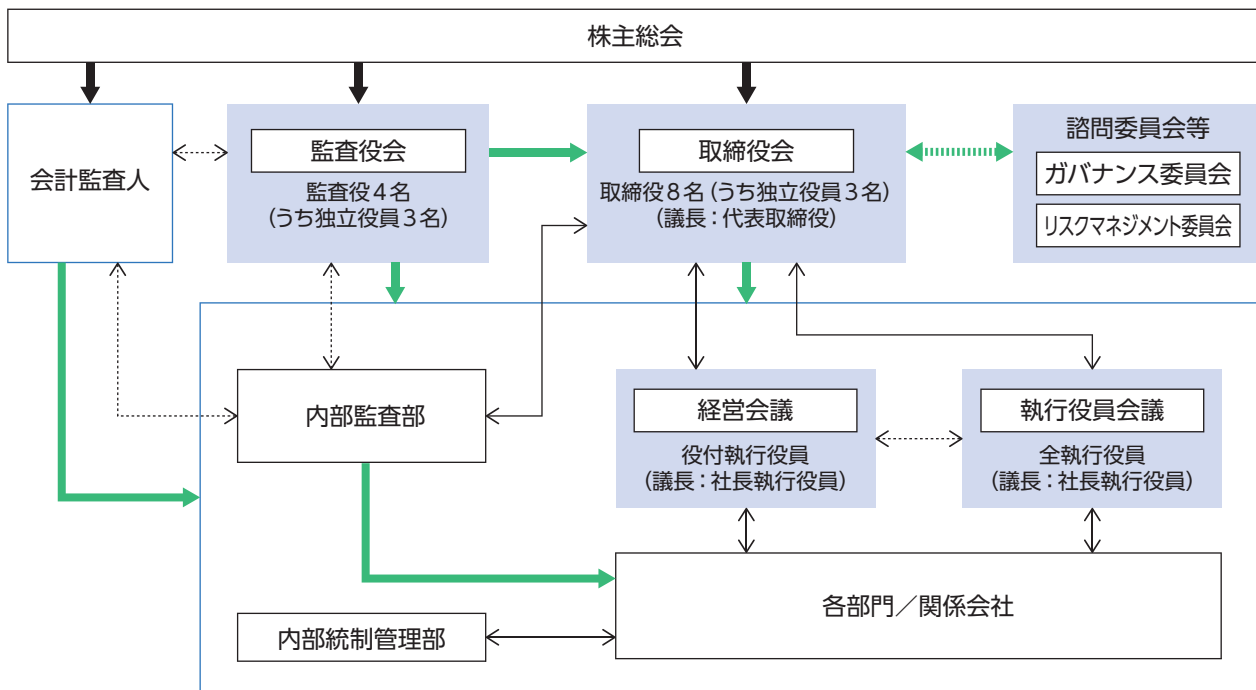 株主総会
会計監査人
監査役会
監査役4名
（うち独立役員3名）
取締役会
取締役8名（うち独立役員3名）
（議長：代表取締役）
諮問委員会等
ガバナンス委員会
リスクマネジメント委員会
内部監査部
経営会議
役付執行役員
（議長：社長執行役員）
執行役員会議
全執行役員
（議長：社長執行役員）
各部門／関係会社
内部統制管理部